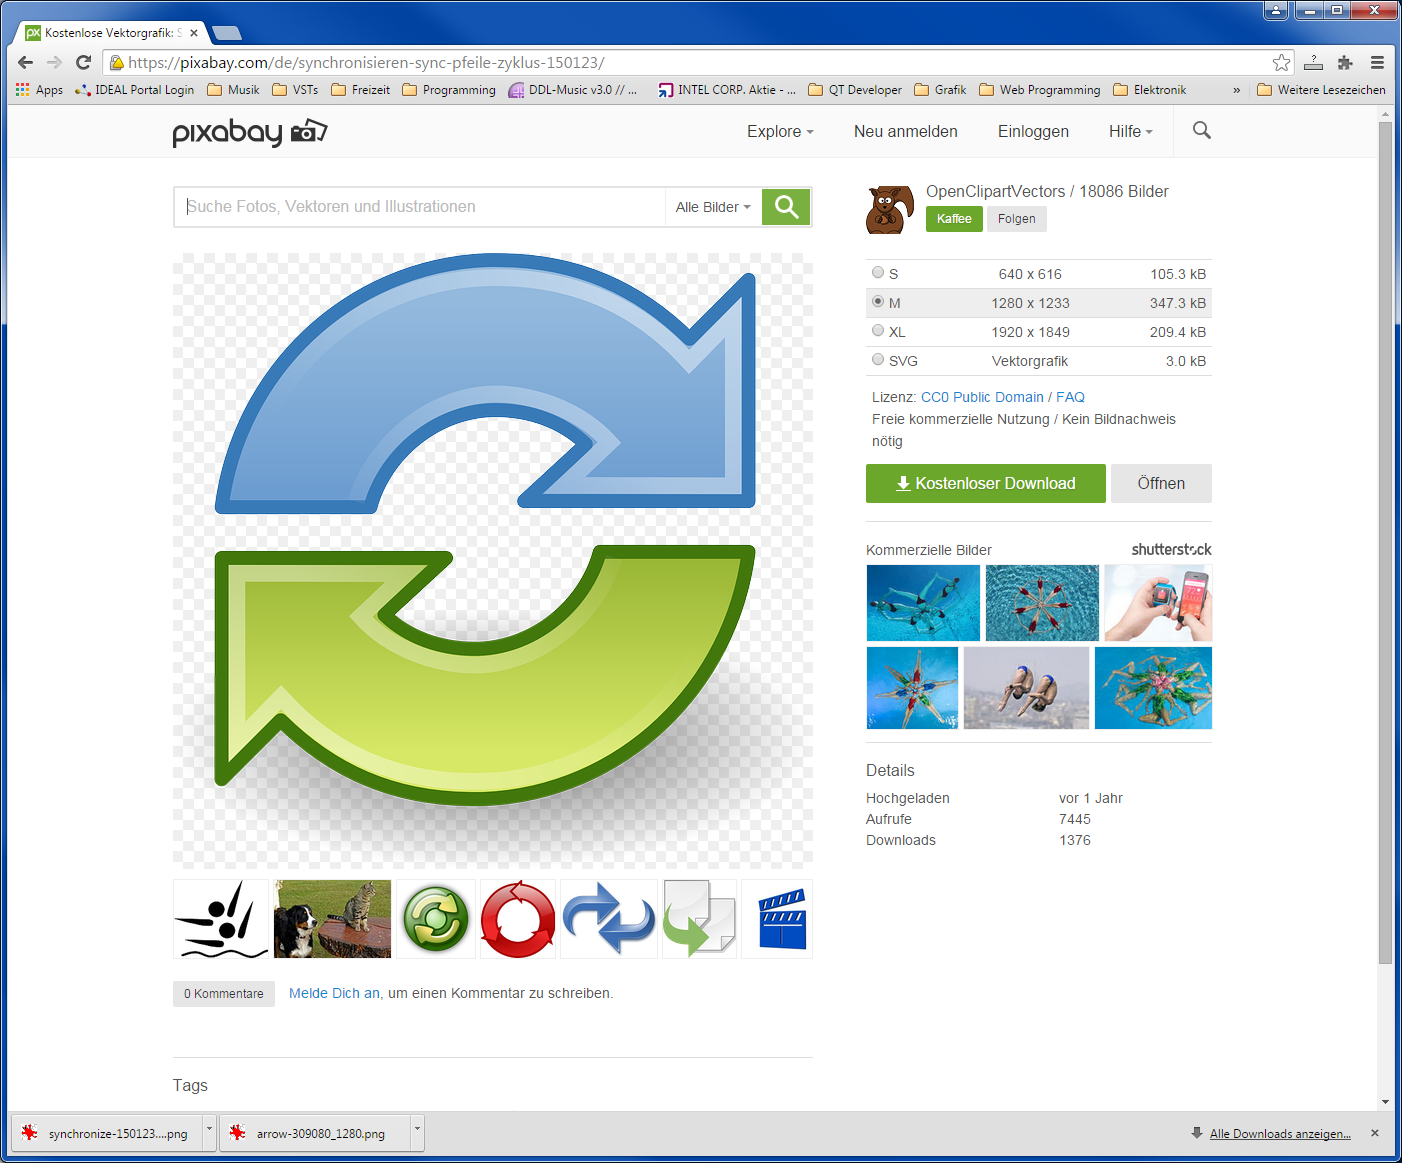 Kostenlose Vektorgrafik: S
https://pixabay.com/de/synchronisieren-sync-pfeile-zyklus-150123/
Apps IDEAL Portal Login Musik VSTs Freizeit Programming DDL-Music v3.0 // ... INTEL CORP. Aktie - ... QT Developer Grafik Web Programming Elektronik » Weitere Lesezeichen
pixabay Explore Neu anmelden Einloggen Hilfe
Suche Fotos, Vektoren und Illustrationen Alle Bilder
OpenClipartVectors / 18086 Bilder
Kaffee Folgen
S 640 x 616 105.3 kB
M 1280 x 1233 347.3 kB
XL 1920 x 1849 209.4 kB
SVG Vektorgrafik 3.0 kB
Lizenz: CC0 Public Domain / FAQ
Freie kommerzielle Nutzung / Kein Bildnachweis
nötig
Kostenloser Download Öffnen
Kommerzielle Bilder shutterstock
Details
Hochgeladen vor 1 Jahr
Aufrufe 7445
Downloads 1376
0 Kommentare Melde Dich an, um einen Kommentar zu schreiben.
Tags
synchronize-150123....png arrow-309080_1280.png Alle Downloads anzeigen...